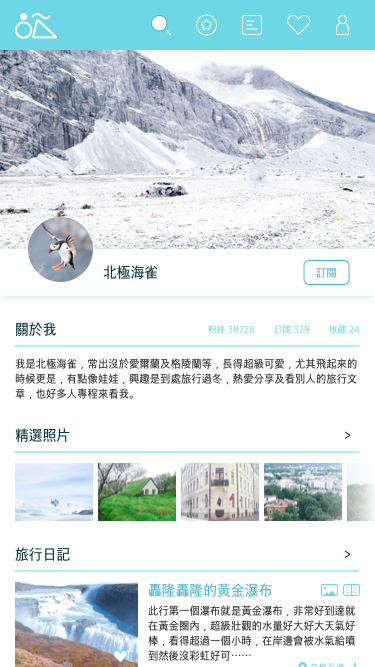 北極海雀
訂閱
關於我
粉絲 38726
訂閱 529
收藏 24
我是北極海雀，常出沒於愛爾蘭及格陵蘭等，長得超級可愛，尤其飛起來的
時候更是，有點像娃娃，興趣是到處旅行過冬，熱愛分享及看別人的旅行文
章，也好多人專程來看我。
精選照片
旅行日記
轟隆轟隆的黃金瀑布
此行第一個瀑布就是黃金瀑布，非常好到達就
在黃金圈內，超級壯觀的水量好大好大天氣好
棒，看得超過一個小時，在岸邊會被水氣給噴
到然後沒彩虹好可⋯⋯